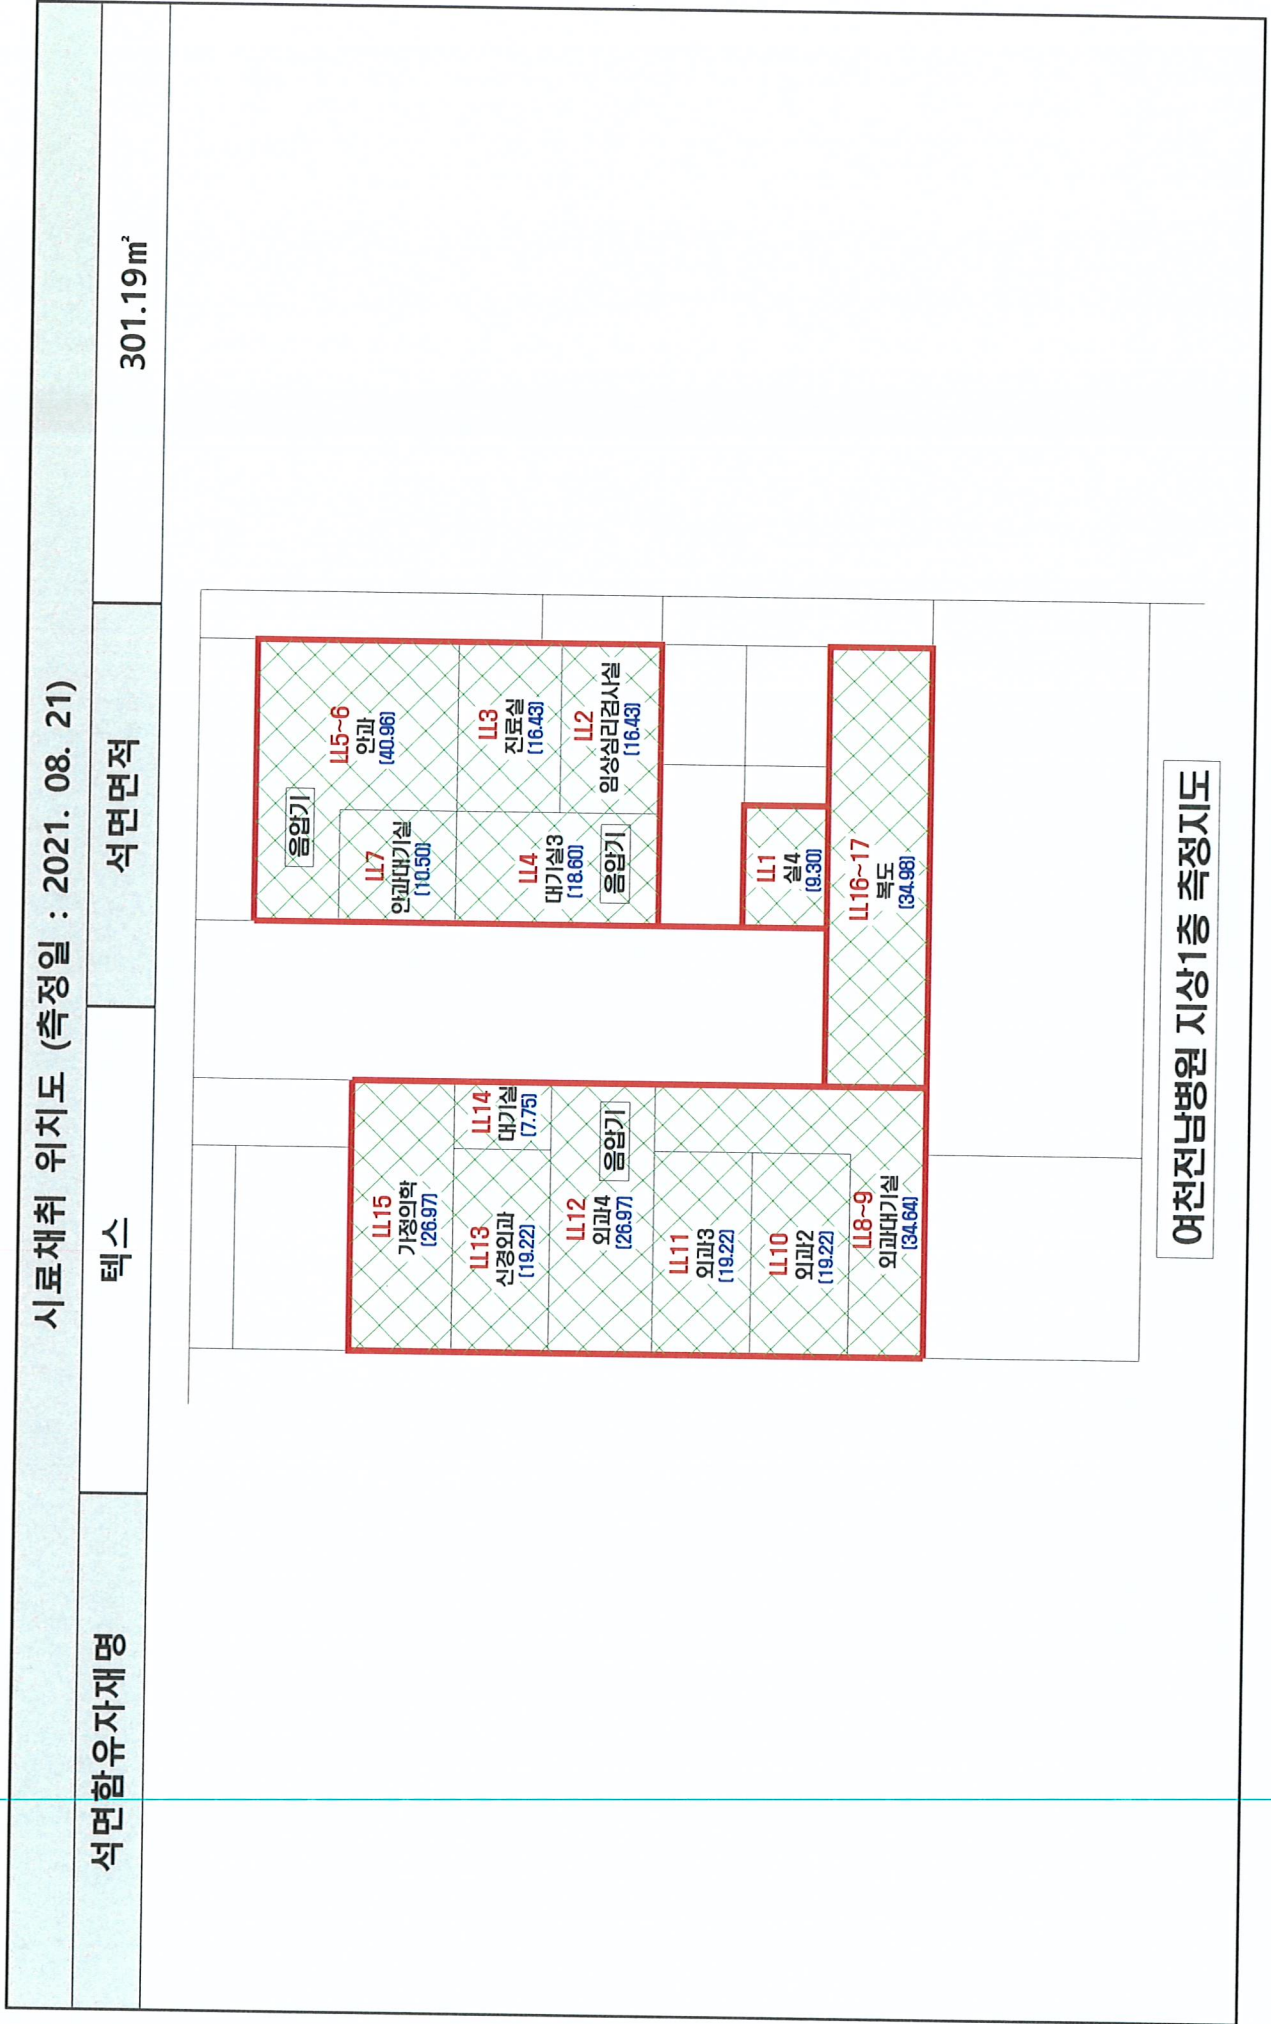 시료채취 위치도 (측정일 : 2021. 08. 21)
석면함유자재명
텍스
석면면적
301.19㎡
LL15
가정의학
[26.97]
LL14
대기실
[7.75]
LL13
신경외과
[19.22]
LL12
외과4
[26.97]
음압기
LL11
외과3
[19.22]
LL10
외과2
[19.22]
LL8~9
외과대기실
[34.64]
음압기
LL5~6
안과
[40.96]
LL7
안과대기실
[10.50]
LL3
진료실
[16.43]
LL4
대기실3
[18.60]
음압기
LL2
임상심리검사실
[16.43]
LL1
실4
[9.30]
LL16~17
복도
[34.98]
여천전남병원 지상1층 측정지도